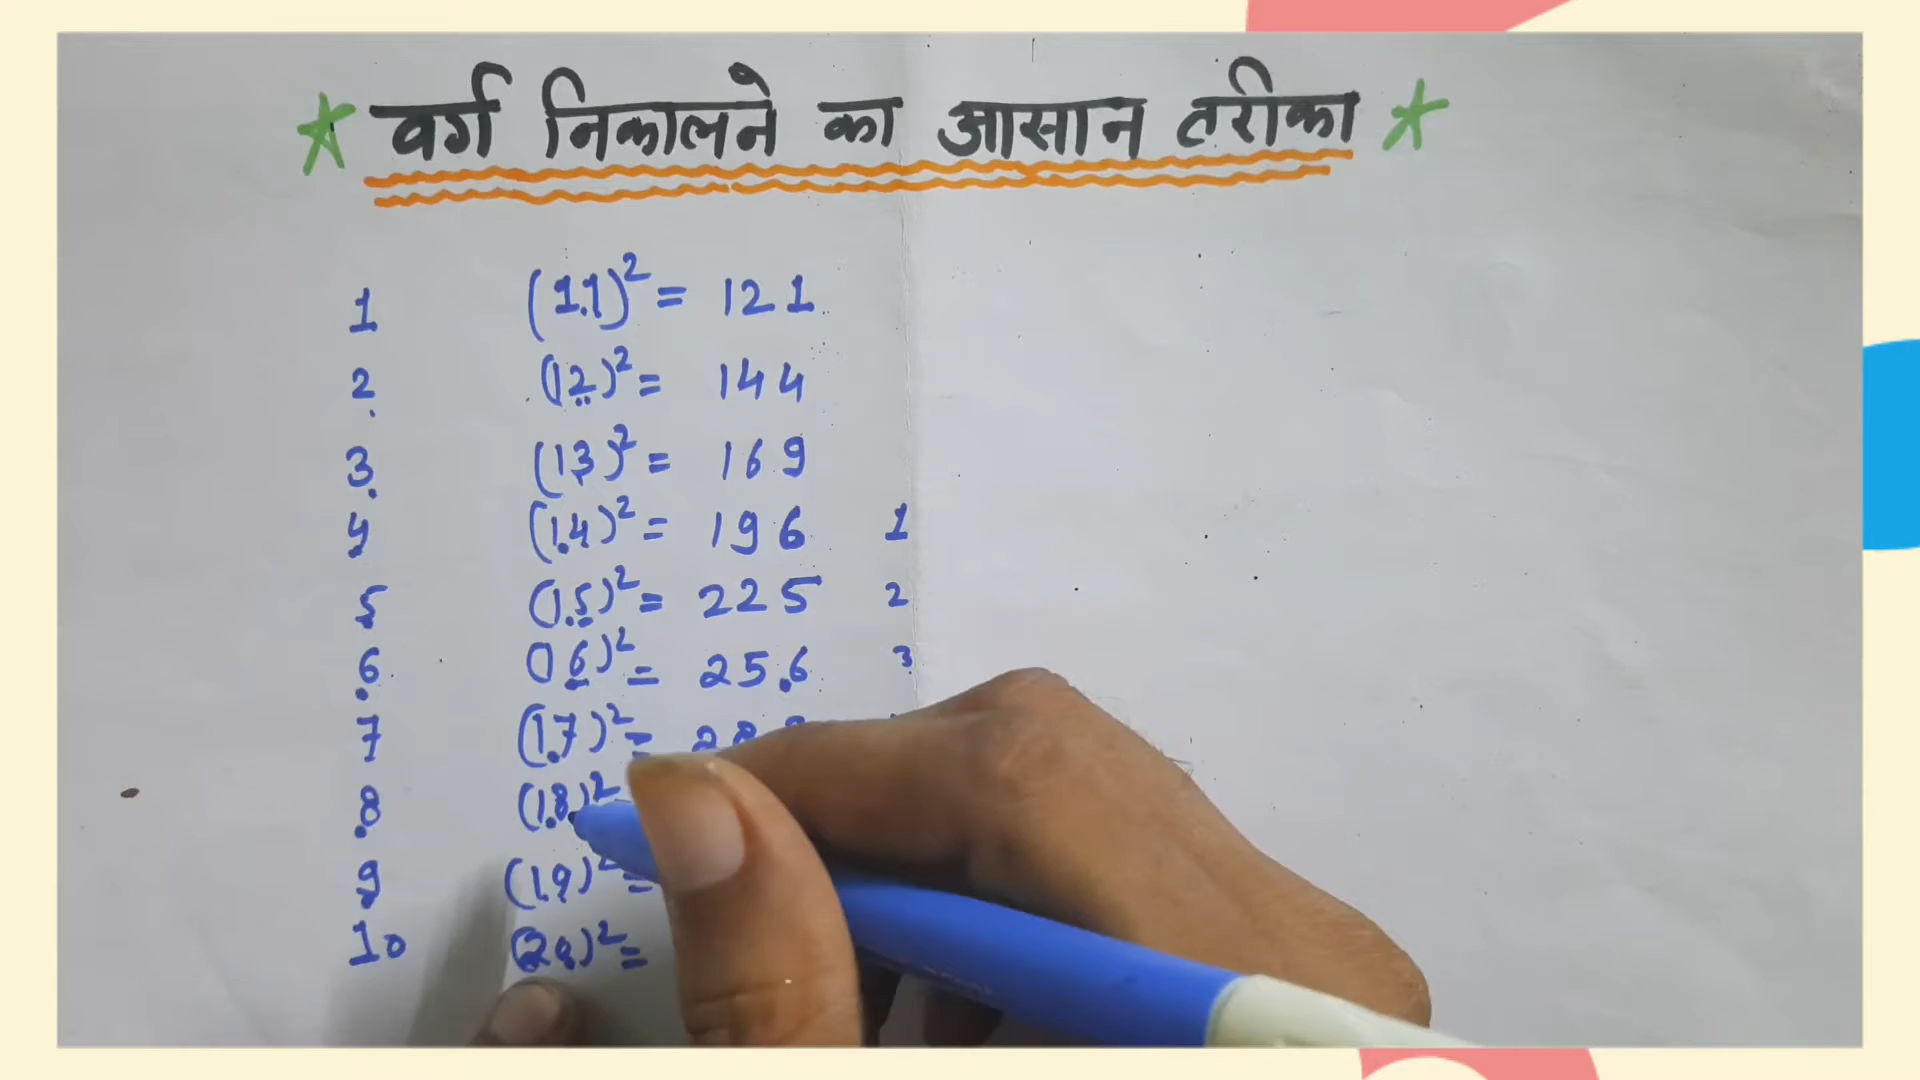 वर्ग निकालने का आसान तरीका
1 (11)² = 121
2 (12)² = 144
3 (13)² = 169
4 (14)² = 196 1
5 (15)² = 225 2
6 (16)² = 256 3
7 (17)² =
8 (18)²
9 (19)² =
10 (20)² =